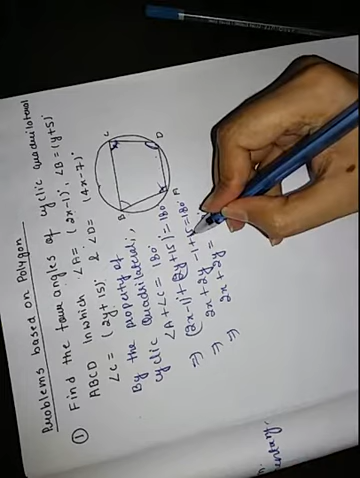 Problems based on Polygon
① Find the four angles of cyclic quadrilateral
ABCD in which ∠A = (2x-1)°, ∠B = (y+5)°
∠C = (2y+15)° & ∠D = (4x-7)°
By the property of
cyclic Quadrilateral,
∠A + ∠C = 180°
⇒ (2x-1) + (2y+15) = 180
⇒ 2x + 2y -1+15 = 180
⇒ 2x + 2y =
A
B
C
D